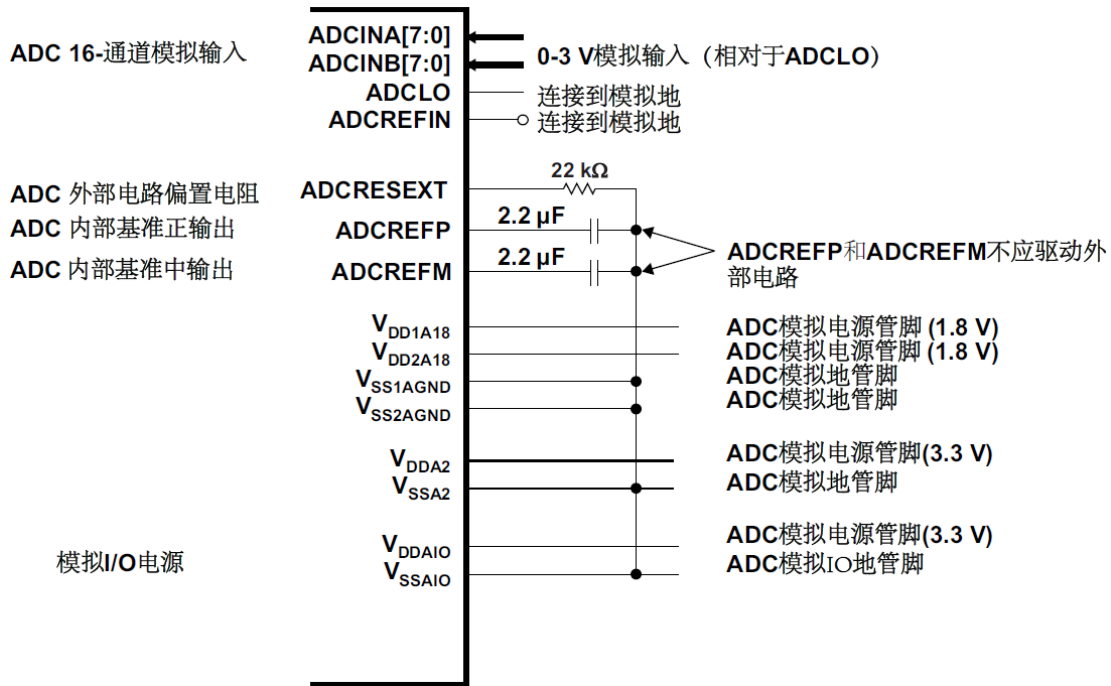 ADCINA[7:0]
ADC 16-通道模拟输入
ADCINB[7:0]
0-3 V模拟输入（相对于ADCLO）
ADCLO
连接到模拟地
ADCREFIN
连接到模拟地
22 kΩ
ADC 外部电路偏置电阻
ADCRESEXT
2.2 μF
ADC 内部基准正输出
ADCREFP
2.2 μF
ADC 内部基准中输出
ADCREFM
ADCREFP和ADCREFM不应驱动外
部电路
VDD1A18
ADC模拟电源管脚 (1.8 V)
VDD2A18
ADC模拟电源管脚 (1.8 V)
VSS1AGND
ADC模拟地管脚
VSS2AGND
ADC模拟地管脚
VDDA2
ADC模拟电源管脚(3.3 V)
VSSA2
ADC模拟地管脚
模拟I/O电源
VDDAIO
ADC模拟电源管脚(3.3 V)
VSSAIO
ADC模拟IO地管脚